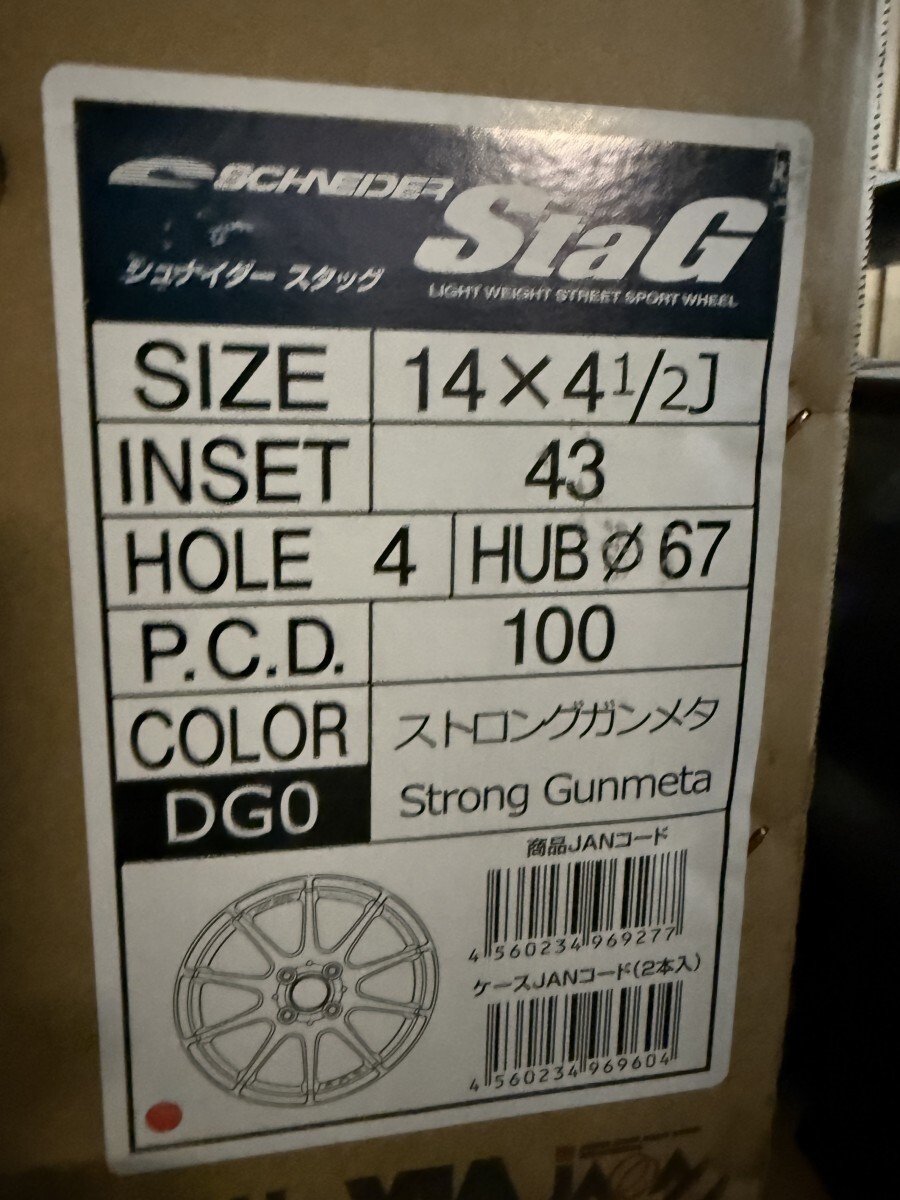 SCHNEIDER StaG
シュナイダー スタッグ
LIGHT WEIGHT STREET SPORT WHEEL
SIZE 14×4 1/2J
INSET 43
HOLE 4 HUB ∅ 67
P.C.D. 100
COLOR ストロングガンメタ
DG0 Strong Gunmeta
商品JANコード
4 560234 969277
ケースJANコード(2本入)
4 560234 969604